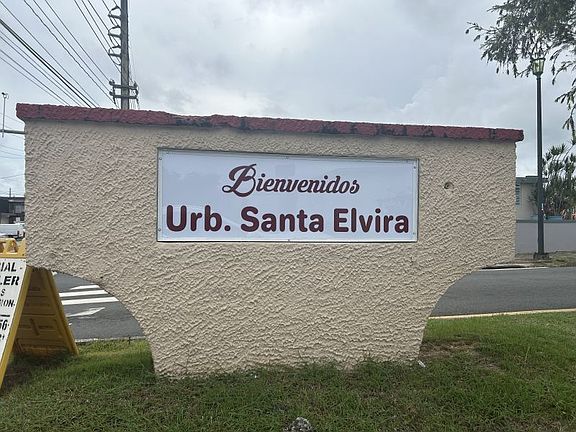 Bienvenidos
Urb. Santa Elvira